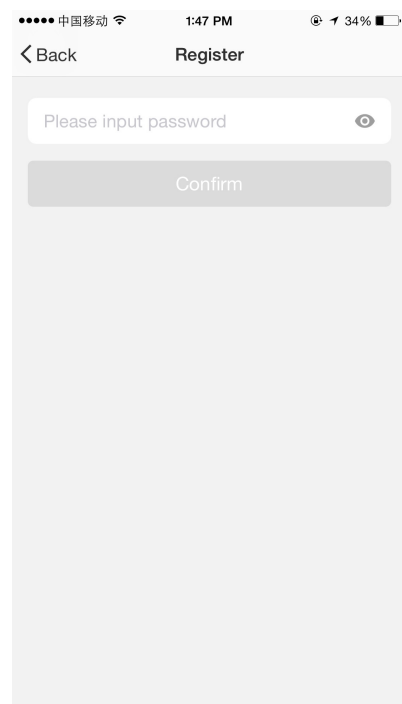 中国移动 1:47 PM 34%
Back Register
Please input password
Confirm